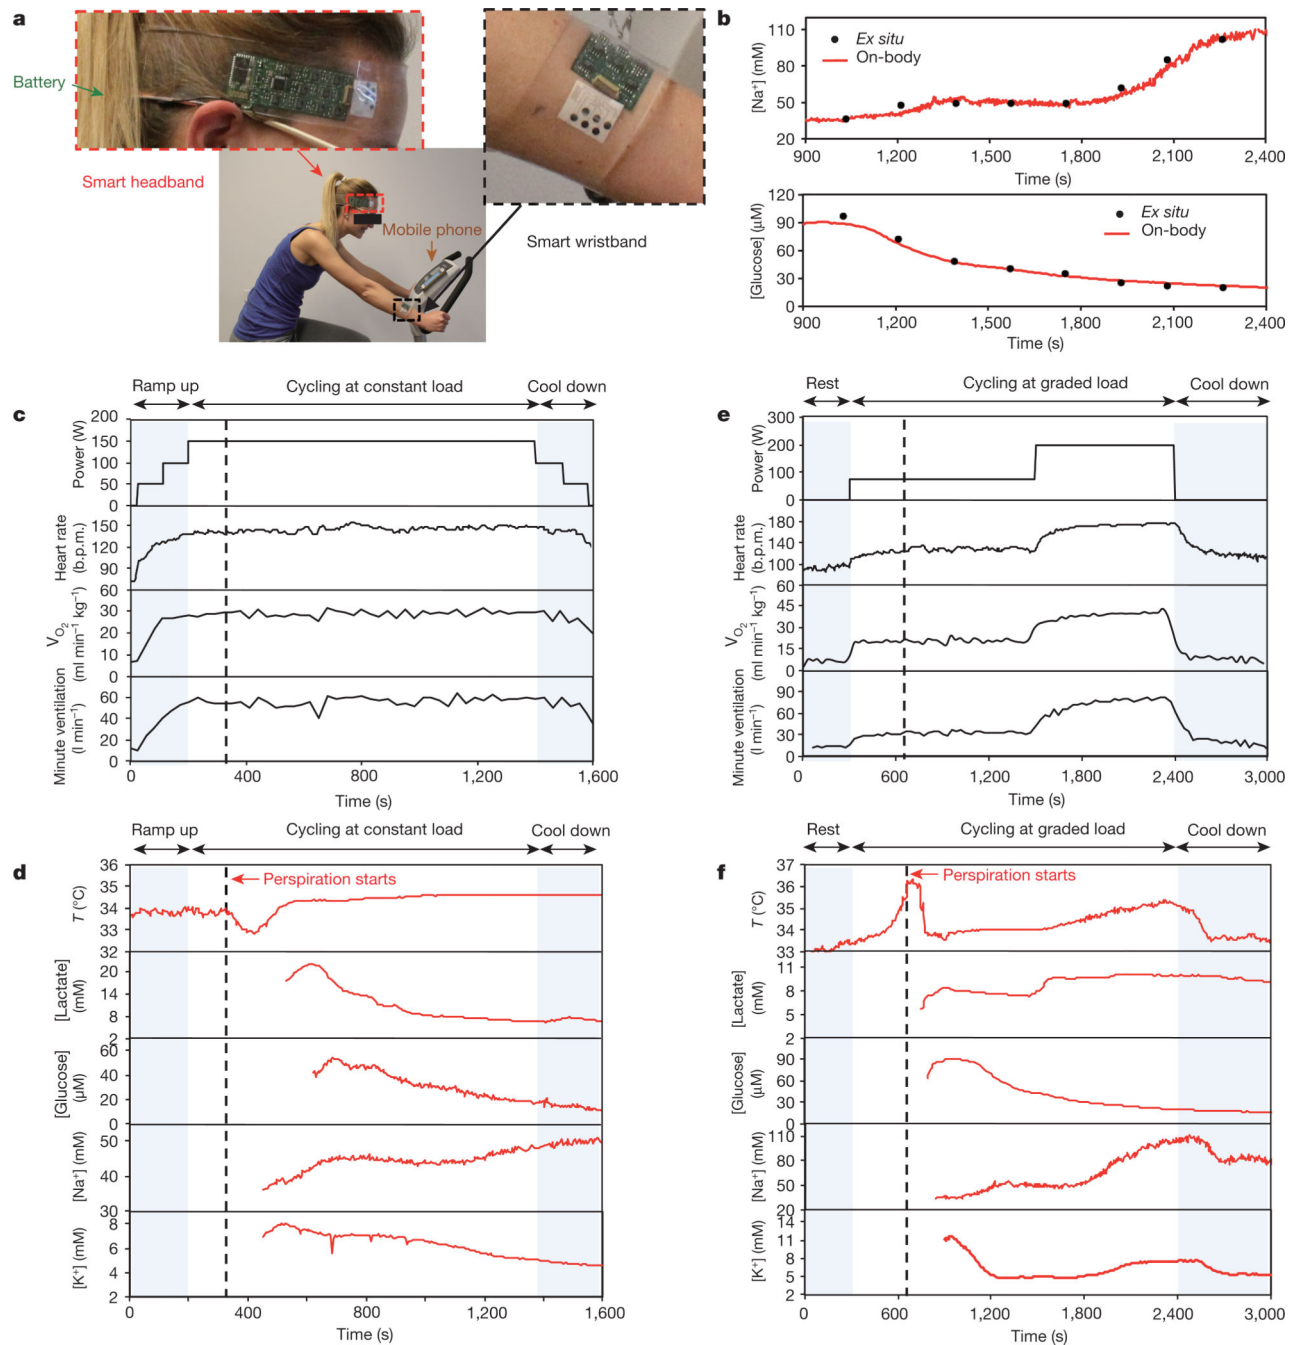 a
Battery
Smart headband
Mobile phone
Smart wristband
b
[Na⁺] (mM)
110
80
50
20
Ex situ
On-body
900
1,200
1,500
1,800
2,100
2,400
Time (s)
[Glucose] (µM)
120
90
60
30
0
Ex situ
On-body
900
1,200
1,500
1,800
2,100
2,400
Time (s)
c
Ramp up
Cycling at constant load
Cool down
Power (W)
200
150
100
50
0
Heart rate
(b.p.m.)
150
120
90
60
V_O₂
(ml min⁻¹ kg⁻¹)
30
20
10
0
Minute ventilation
(l min⁻¹)
60
40
20
0
0
400
800
1,200
1,600
Time (s)
e
Rest
Cycling at graded load
Cool down
Power (W)
300
200
100
0
Heart rate
(b.p.m.)
180
140
100
60
V_O₂
(ml min⁻¹ kg⁻¹)
45
30
15
0
Minute ventilation
(l min⁻¹)
90
60
30
0
0
600
1,200
1,800
2,400
3,000
Time (s)
d
Ramp up
Cycling at constant load
Cool down
Perspiration starts
T (°C)
36
35
34
33
32
[Lactate]
(mM)
20
14
8
2
[Glucose]
(µM)
60
40
20
0
[Na⁺] (mM)
50
40
30
[K⁺] (mM)
8
6
4
2
0
400
800
1,200
1,600
Time (s)
f
Rest
Cycling at graded load
Cool down
Perspiration starts
T (°C)
37
36
35
34
33
[Lactate]
(mM)
11
8
5
2
[Glucose]
(µM)
90
60
30
0
[Na⁺] (mM)
110
80
50
20
[K⁺] (mM)
14
11
8
5
2
0
600
1,200
1,800
2,400
3,000
Time (s)